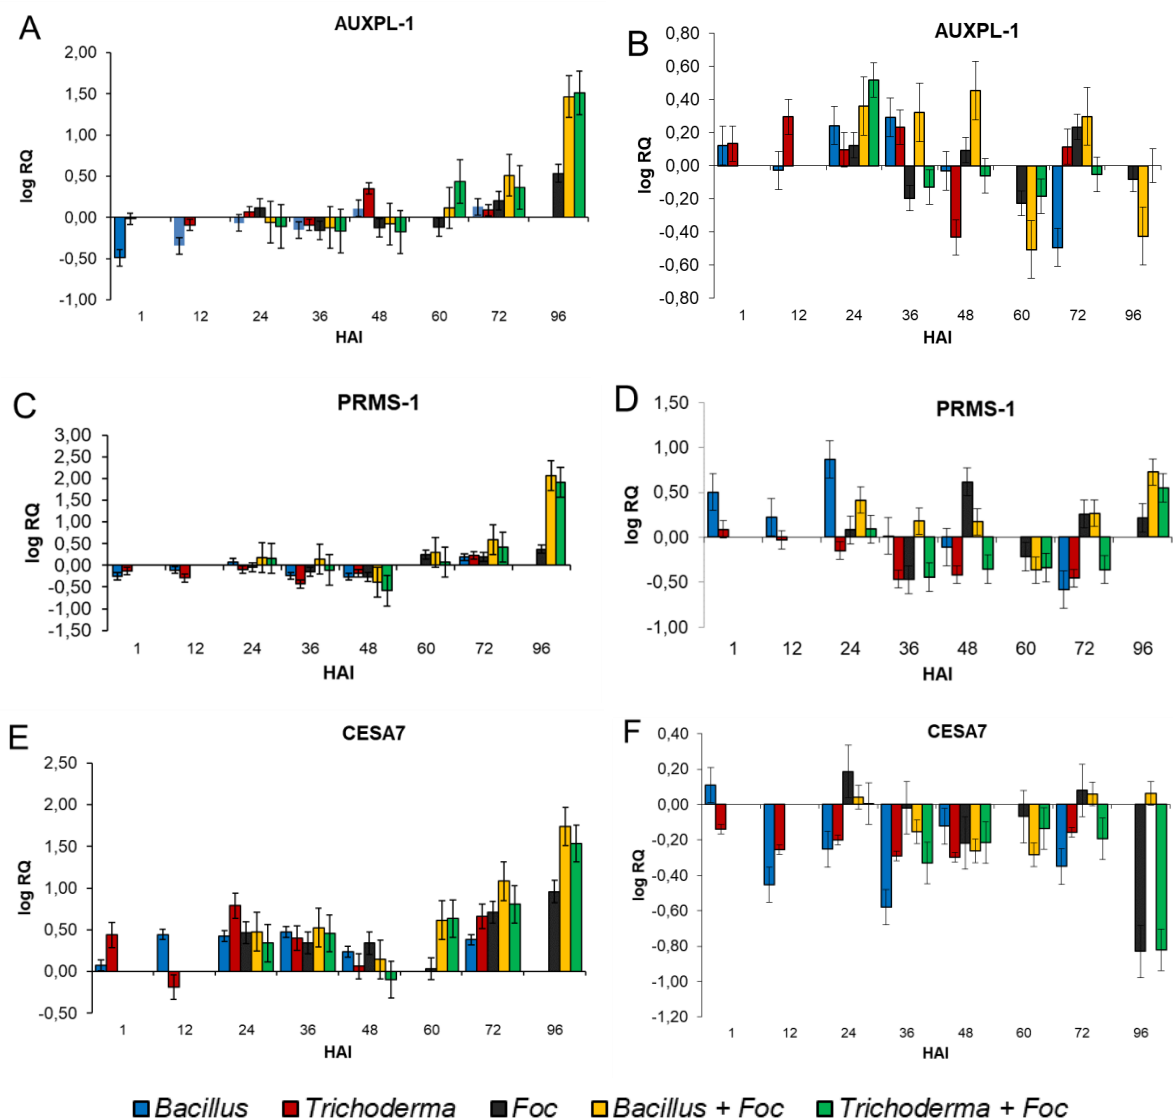 A
AUXPL-1
log RQ
2,00
1,50
1,00
0,50
0,00
-0,50
-1,00
1 12 24 36 48 60 72 96
HAI
B
AUXPL-1
log RQ
0,80
0,60
0,40
0,20
0,00
-0,20
-0,40
-0,60
-0,80
1 12 24 36 48 60 72 96
HAI
C
PRMS-1
log RQ
3,00
2,50
2,00
1,50
1,00
0,50
0,00
-0,50
-1,00
-1,50
1 12 24 36 48 60 72 96
HAI
D
PRMS-1
log RQ
1,50
1,00
0,50
0,00
-0,50
-1,00
1 12 24 36 48 60 72 96
HAI
E
CESA7
log RQ
2,50
2,00
1,50
1,00
0,50
0,00
-0,50
1 12 24 36 48 60 72 96
HAI
F
CESA7
log RQ
0,40
0,20
0,00
-0,20
-0,40
-0,60
-0,80
-1,00
-1,20
1 12 24 36 48 60 72 96
HAI
Bacillus Trichoderma Foc Bacillus + Foc Trichoderma + Foc